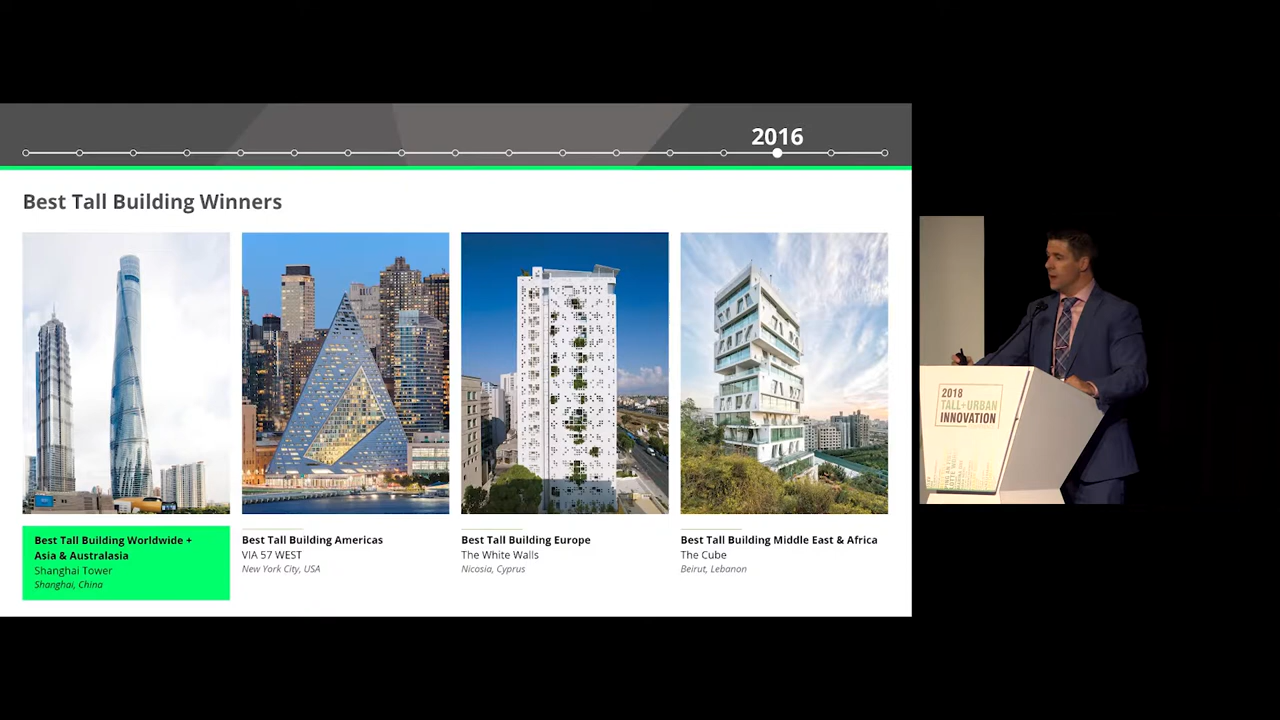 2016
Best Tall Building Winners
Best Tall Building Worldwide +
Asia & Australasia
Shanghai Tower
Shanghai, China
Best Tall Building Americas
VIA 57 WEST
New York City, USA
Best Tall Building Europe
The White Walls
Nicosia, Cyprus
Best Tall Building Middle East & Africa
The Cube
Beirut, Lebanon
2018
TALL+URBAN
INNOVATION